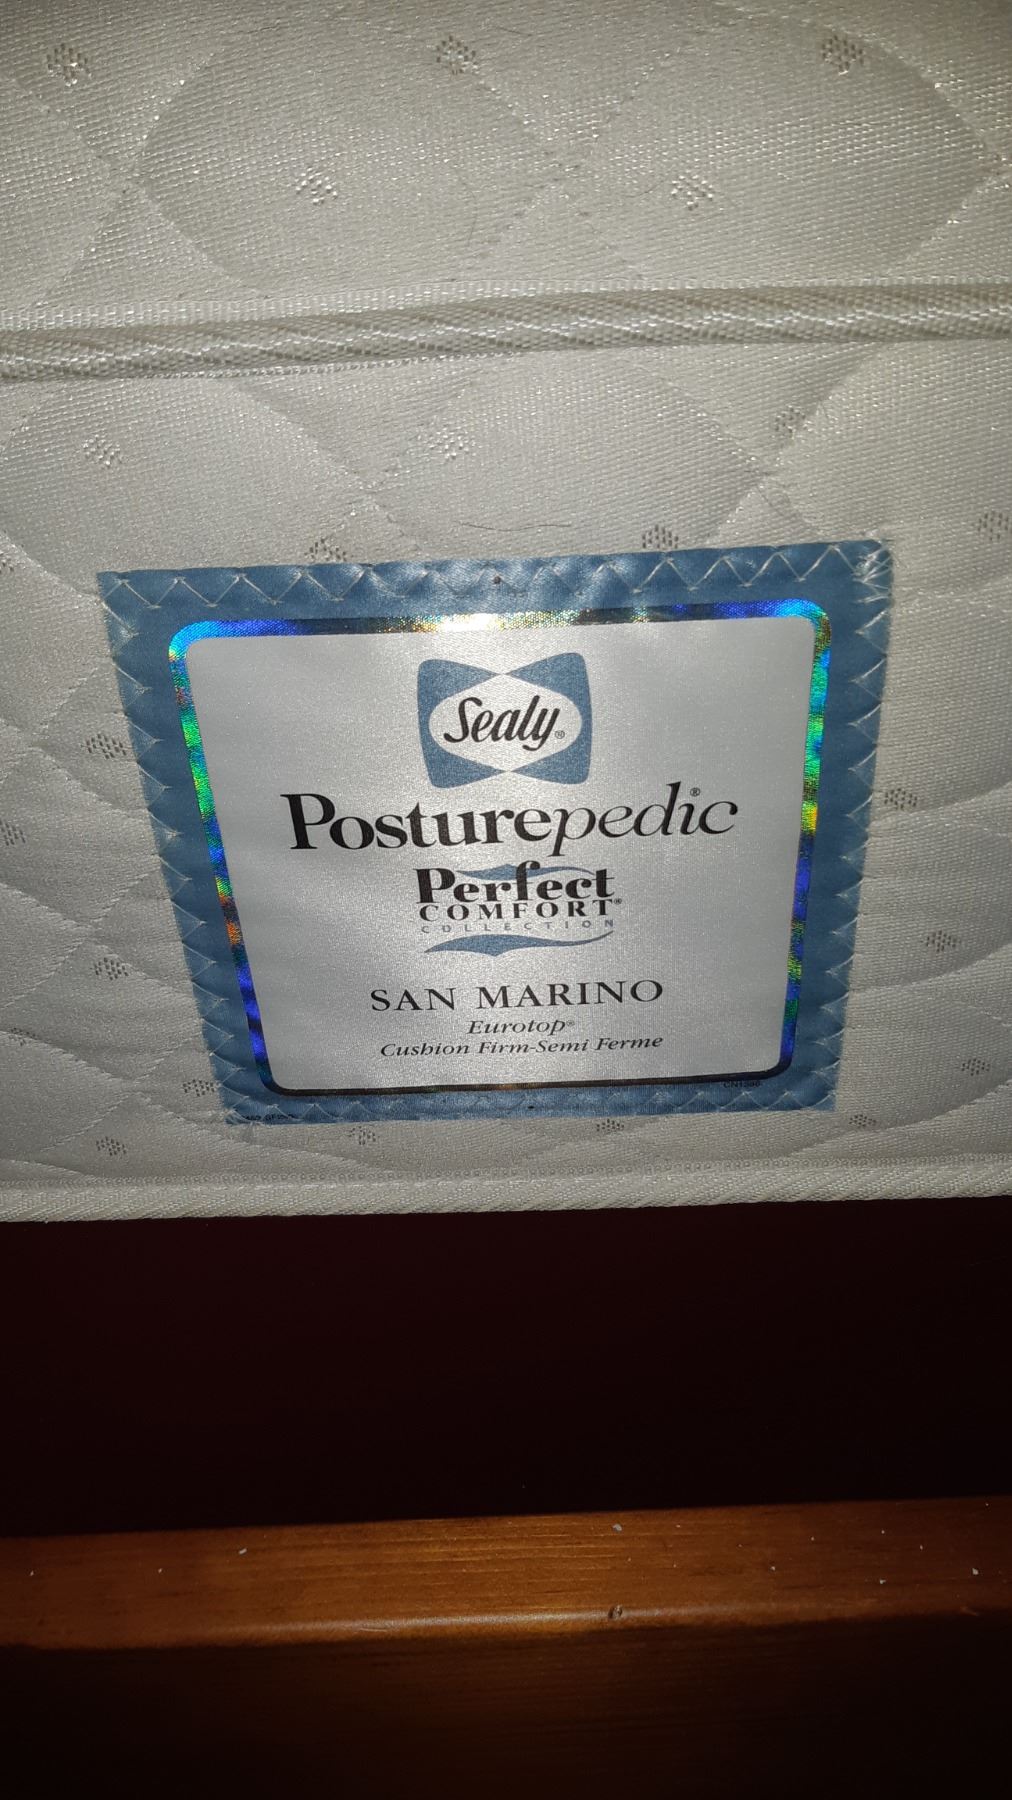 Sealy®
Posturepedic®
Perfect
COMFORT®
COLLECTION
SAN MARINO
Eurotop®
Cushion Firm-Semi Ferme